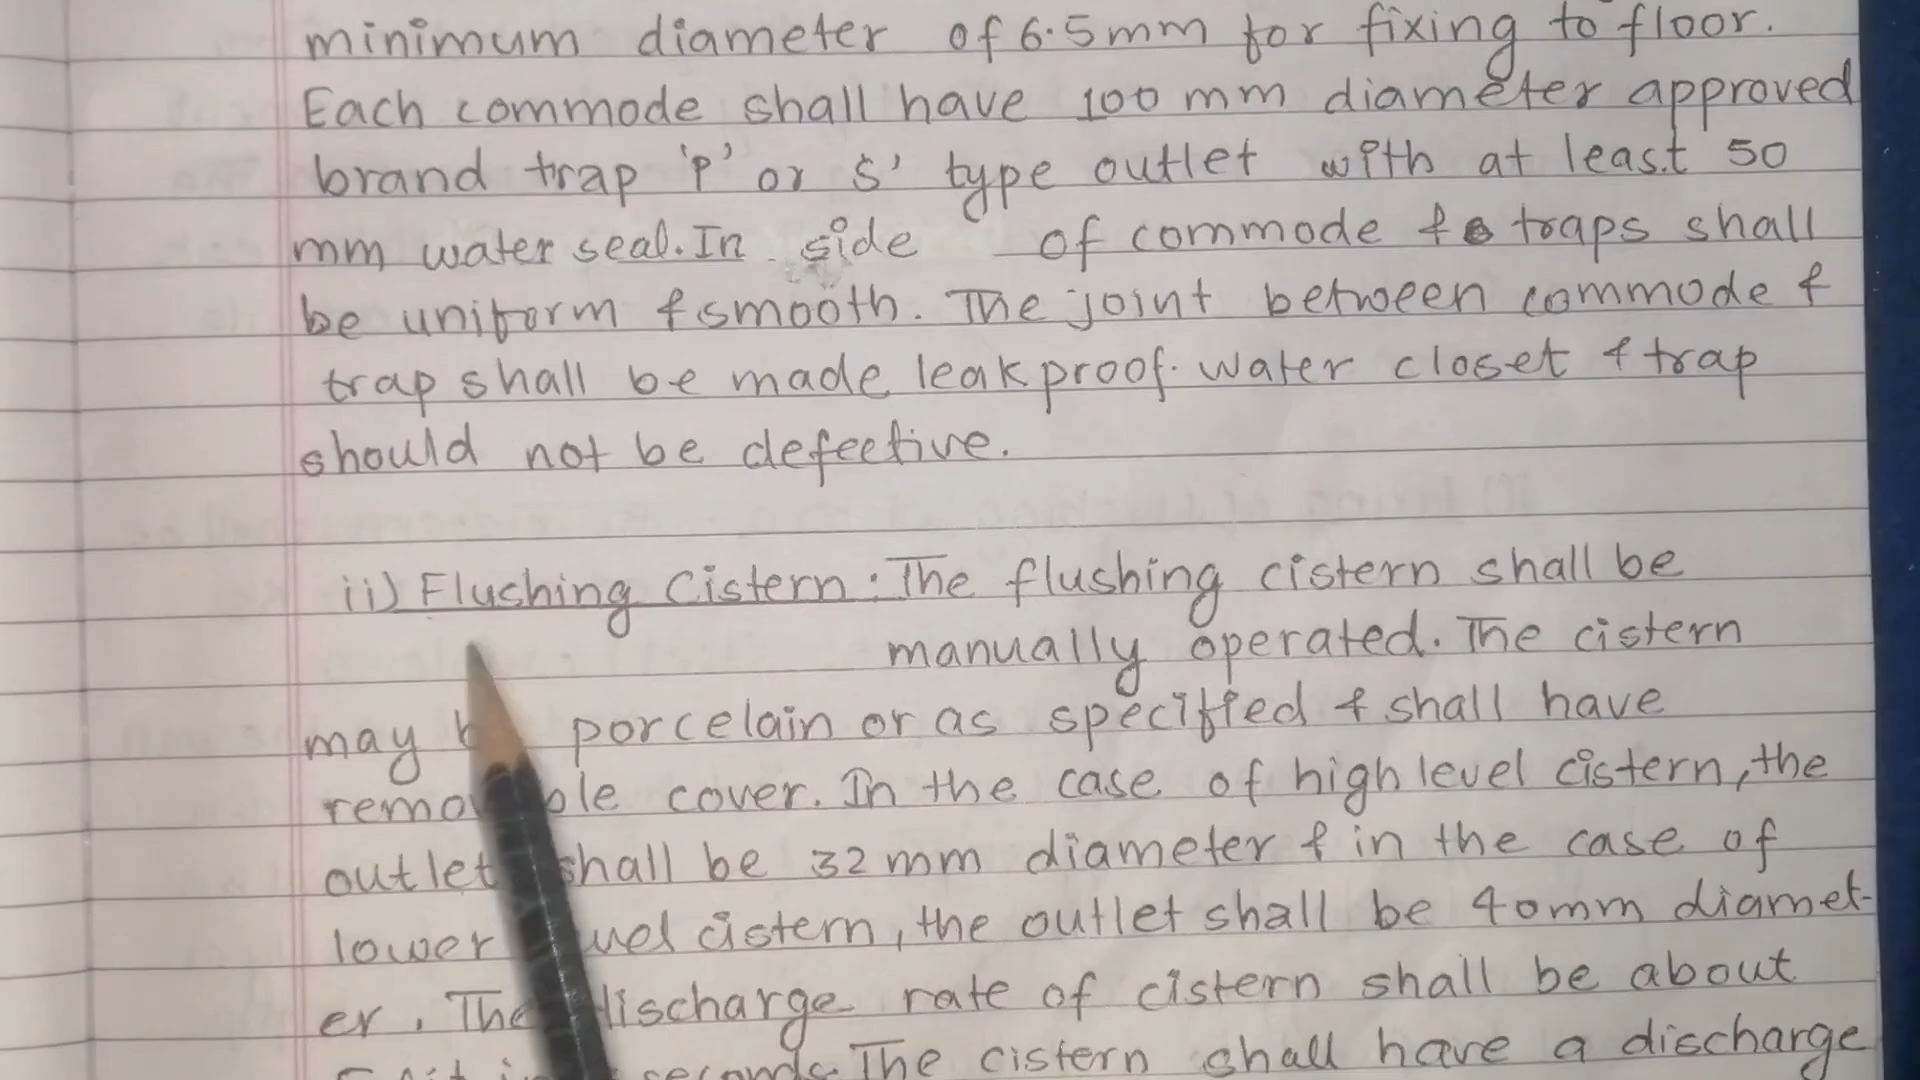 minimum diameter of 6.5mm for fixing to floor.
Each commode shall have 100 mm diameter approved
brand trap 'p' or s' type outlet with at least 50
mm water seal. In side of commode & traps shall
be uniform & smooth. The joint between commode &
trap shall be made leakproof. water closet & trap
should not be defective.
ii) Flushing Cistern: The flushing cistern shall be
manually operated. The cistern
may porcelain or as specified & shall have
cover. In the case of high level cistern, the
outlet shall be 32 mm diameter & in the case of
lower cistern, the outlet shall be 40mm diamet-
er. The discharge rate of cistern shall be about
seconds. The cistern shall have a discharge